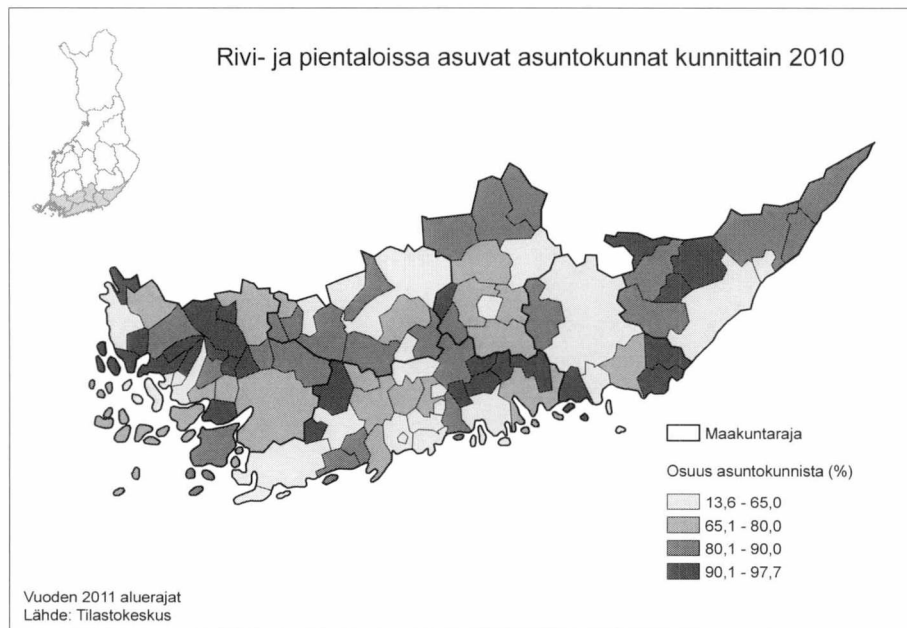 Rivi- ja pientaloissa asuvat asuntokunnat kunnittain 2010
Maakuntaraja
Osuus asuntokunnista (%)
13,6 - 65,0
65,1 - 80,0
80,1 - 90,0
90,1 - 97,7
Vuoden 2011 aluerajat
Lähde: Tilastokeskus